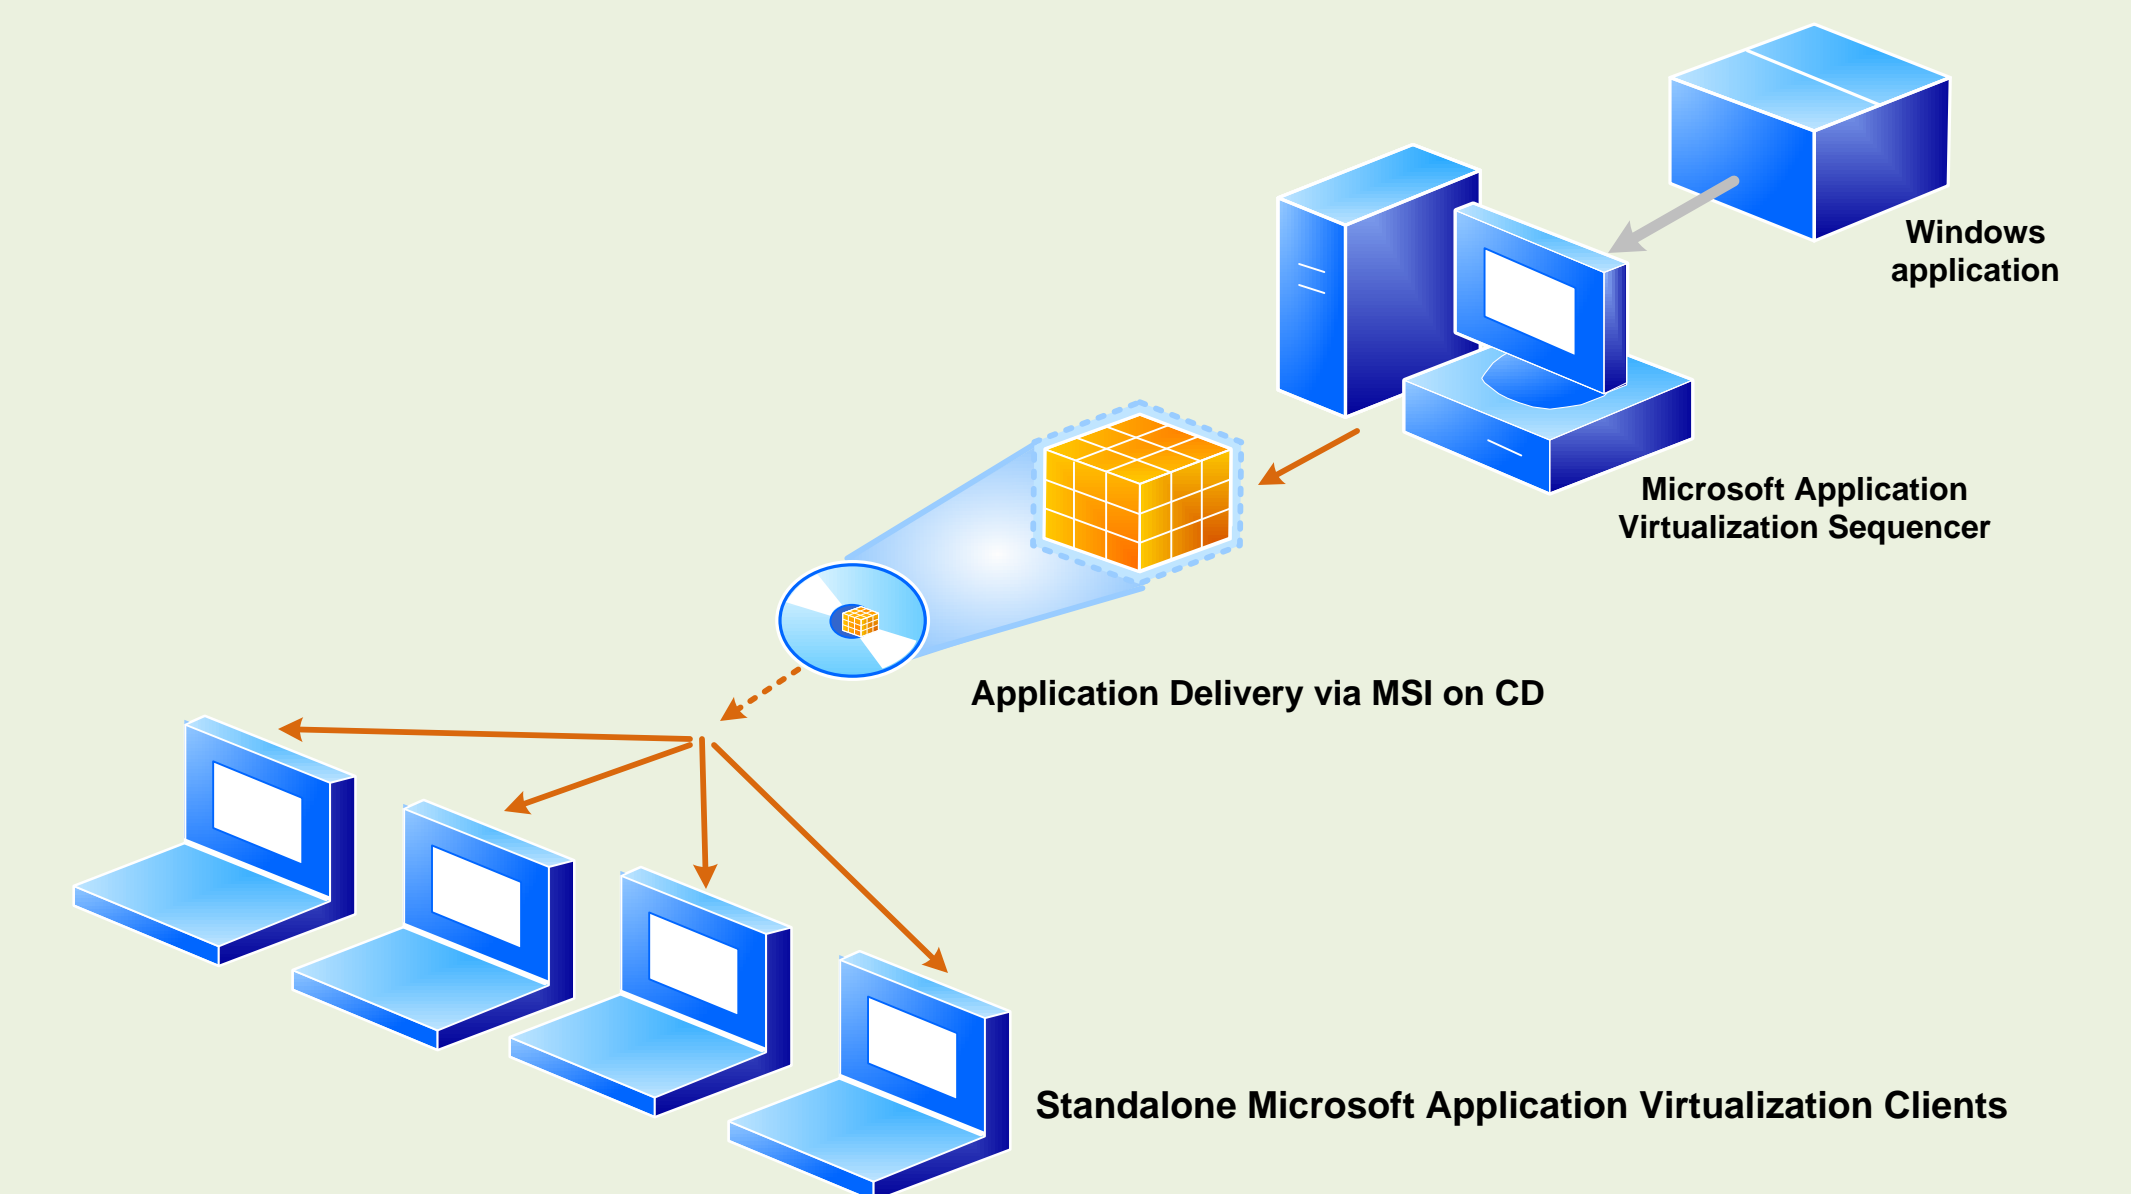 Windows
application
Microsoft Application
Virtualization Sequencer
Application Delivery via MSI on CD
Standalone Microsoft Application Virtualization Clients